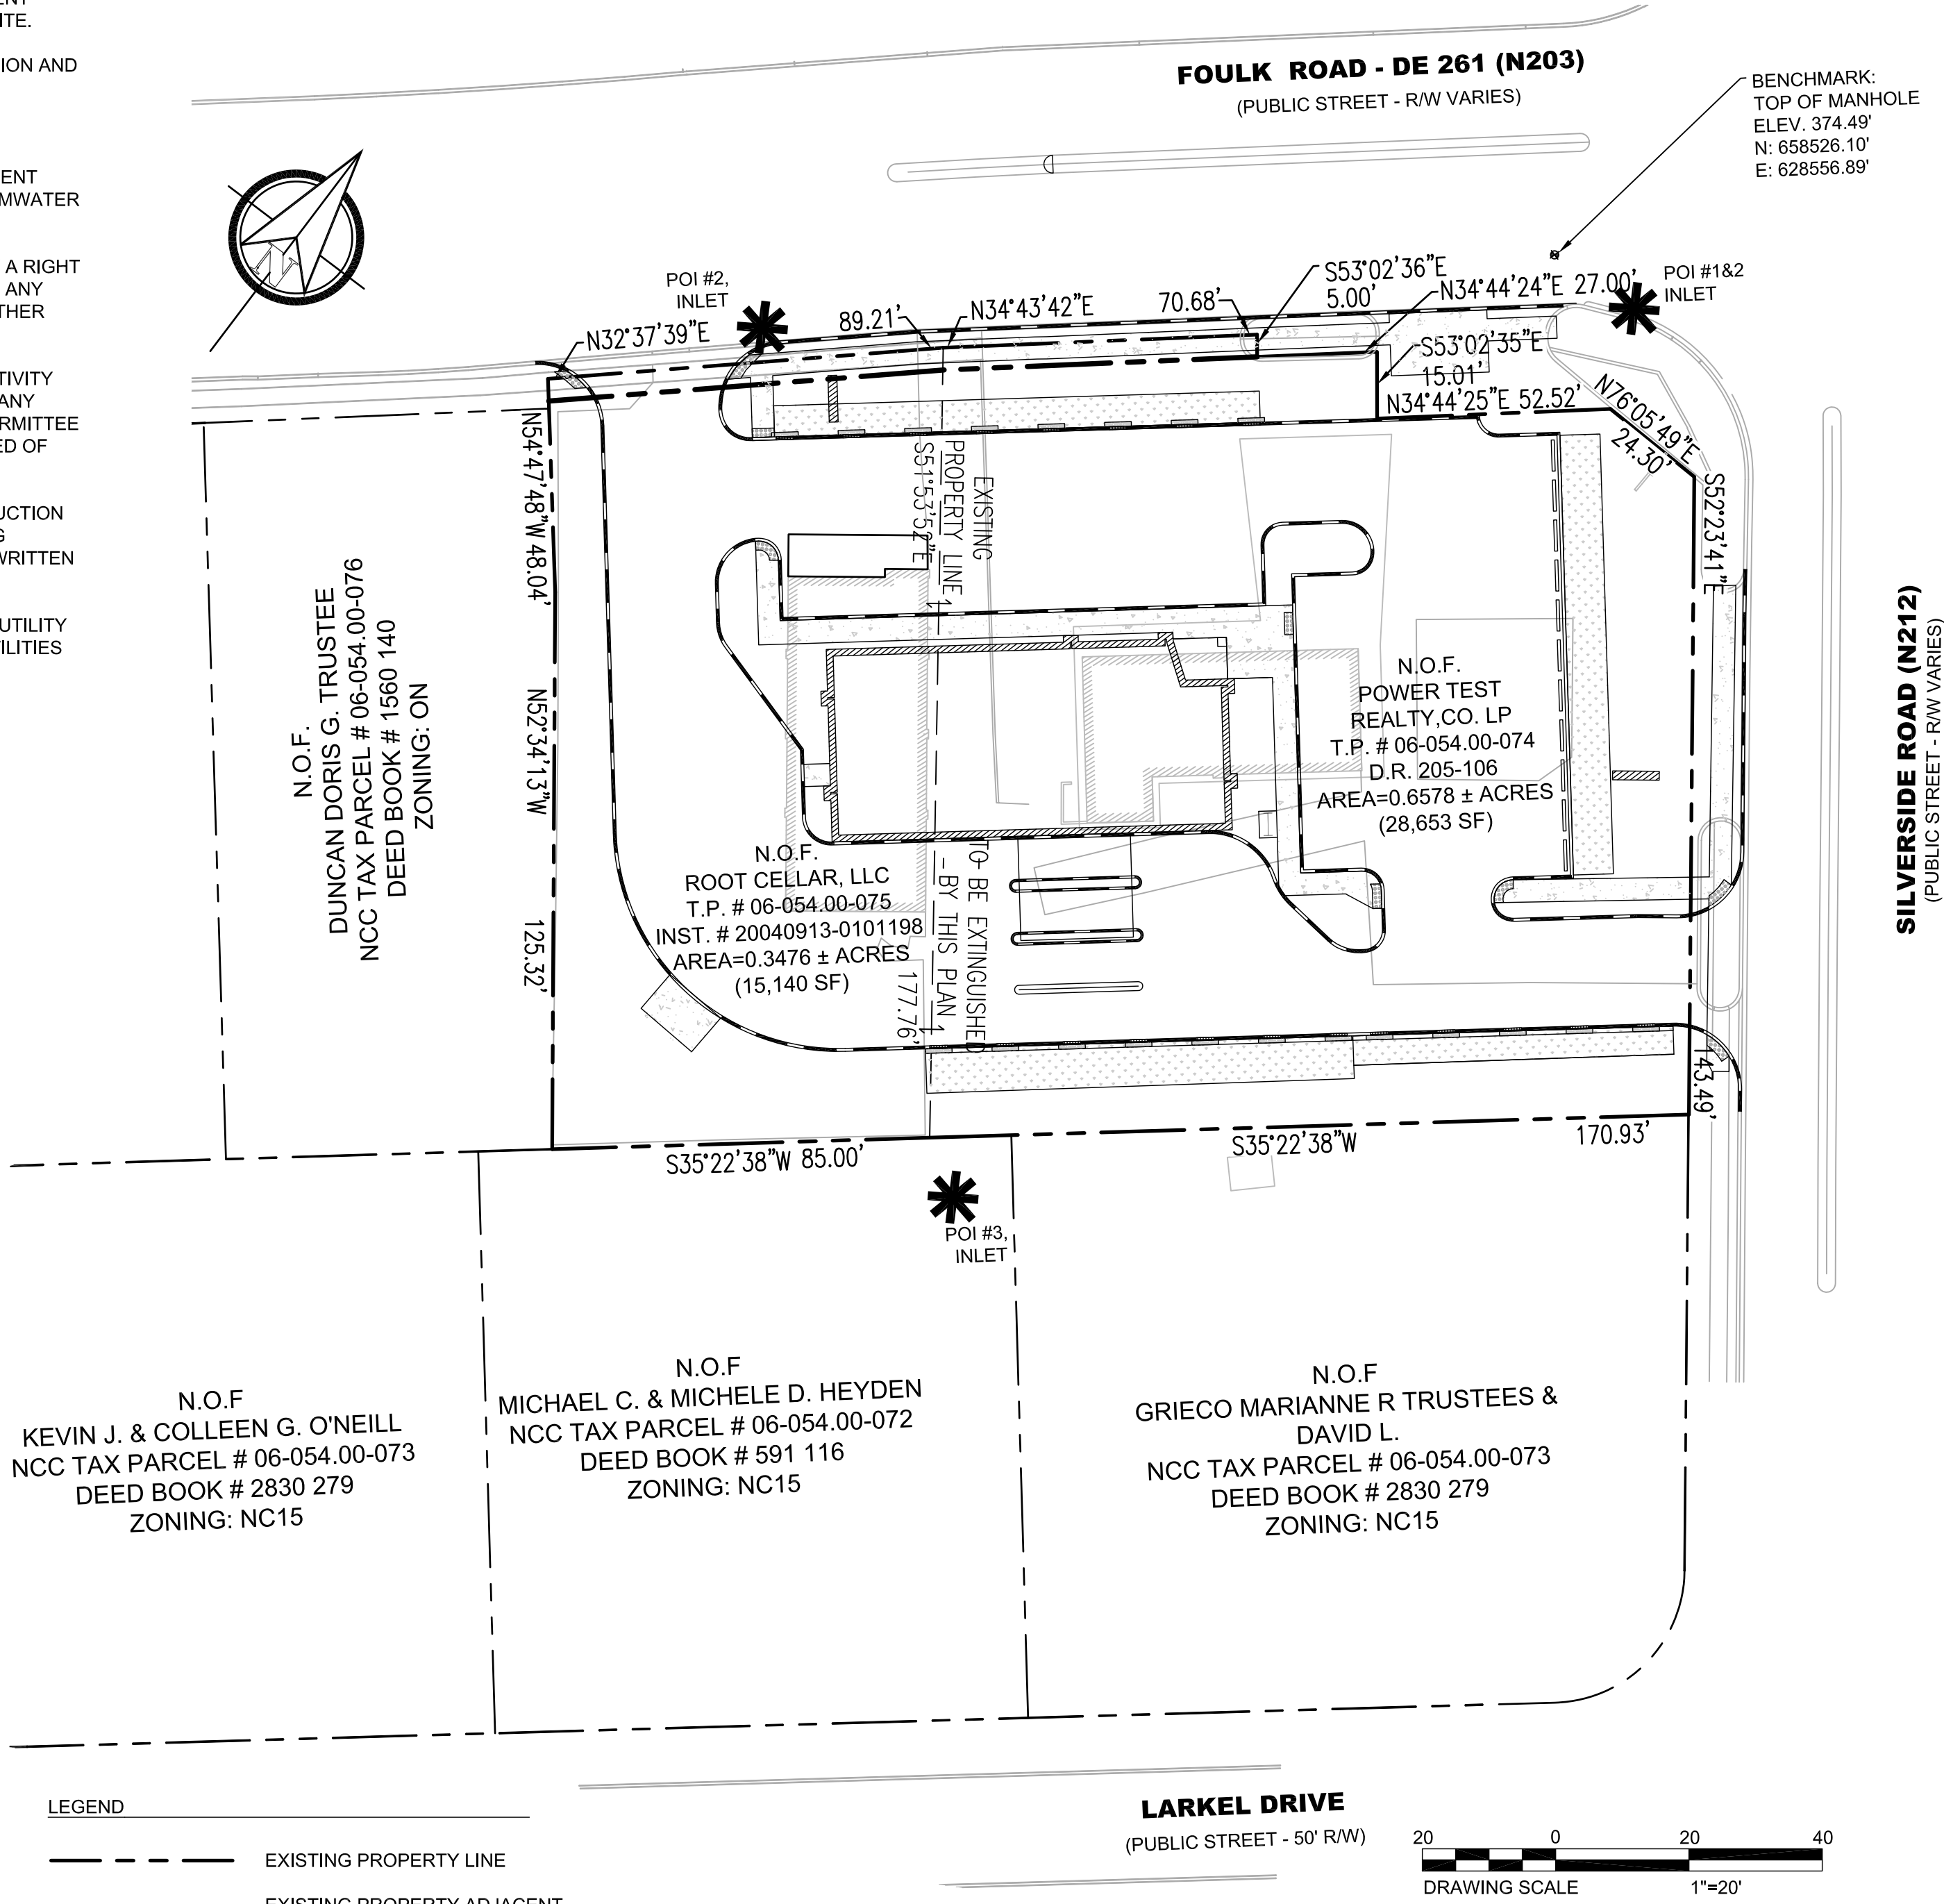 ENT
ITE.
ION AND
ENT
MWATER
A RIGHT
ANY
THER
TIVITY
ANY
RMITTEE
ED OF
UCTION
G
WRITTEN
UTILITY
ILITIES
FOULK ROAD - DE 261 (N203)
(PUBLIC STREET - R/W VARIES)
BENCHMARK:
TOP OF MANHOLE
ELEV. 374.49'
N: 658526.10'
E: 628556.89'
N
POI #2,
INLET
POI #1&2
INLET
N32°37'39"E
89.21'
N34°43'42"E
70.68'
S53°02'36"E
5.00'
N34°44'24"E 27.00'
S53°02'35"E
15.01'
N34°44'25"E 52.52'
N76°05'49"E
24.30'
S52°23'41"E
143.49'
N54°47'48"W 48.04'
N52°34'13"W
125.32'
EXISTING
PROPERTY LINE
S51°53'52"E
TO BE EXTINGUISHED
BY THIS PLAN
177.76'
N.O.F.
DUNCAN DORIS G. TRUSTEE
NCC TAX PARCEL # 06-054.00-076
DEED BOOK # 1560 140
ZONING: ON
N.O.F.
POWER TEST
REALTY,CO. LP
T.P. # 06-054.00-074
D.R. 205-106
AREA=0.6578 ± ACRES
(28,653 SF)
N.O.F.
ROOT CELLAR, LLC
T.P. # 06-054.00-075
INST. # 20040913-0101198
AREA=0.3476 ± ACRES
(15,140 SF)
SILVERSIDE ROAD (N212)
(PUBLIC STREET - R/W VARIES)
S35°22'38"W 85.00'
S35°22'38"W
170.93'
POI #3,
INLET
N.O.F
KEVIN J. & COLLEEN G. O'NEILL
NCC TAX PARCEL # 06-054.00-073
DEED BOOK # 2830 279
ZONING: NC15
N.O.F
MICHAEL C. & MICHELE D. HEYDEN
NCC TAX PARCEL # 06-054.00-072
DEED BOOK # 591 116
ZONING: NC15
N.O.F
GRIECO MARIANNE R TRUSTEES &
DAVID L.
NCC TAX PARCEL # 06-054.00-073
DEED BOOK # 2830 279
ZONING: NC15
LEGEND
EXISTING PROPERTY LINE
EXISTING PROPERTY ADJACENT
LARKEL DRIVE
(PUBLIC STREET - 50' R/W)
20 0 20 40
DRAWING SCALE 1"=20'